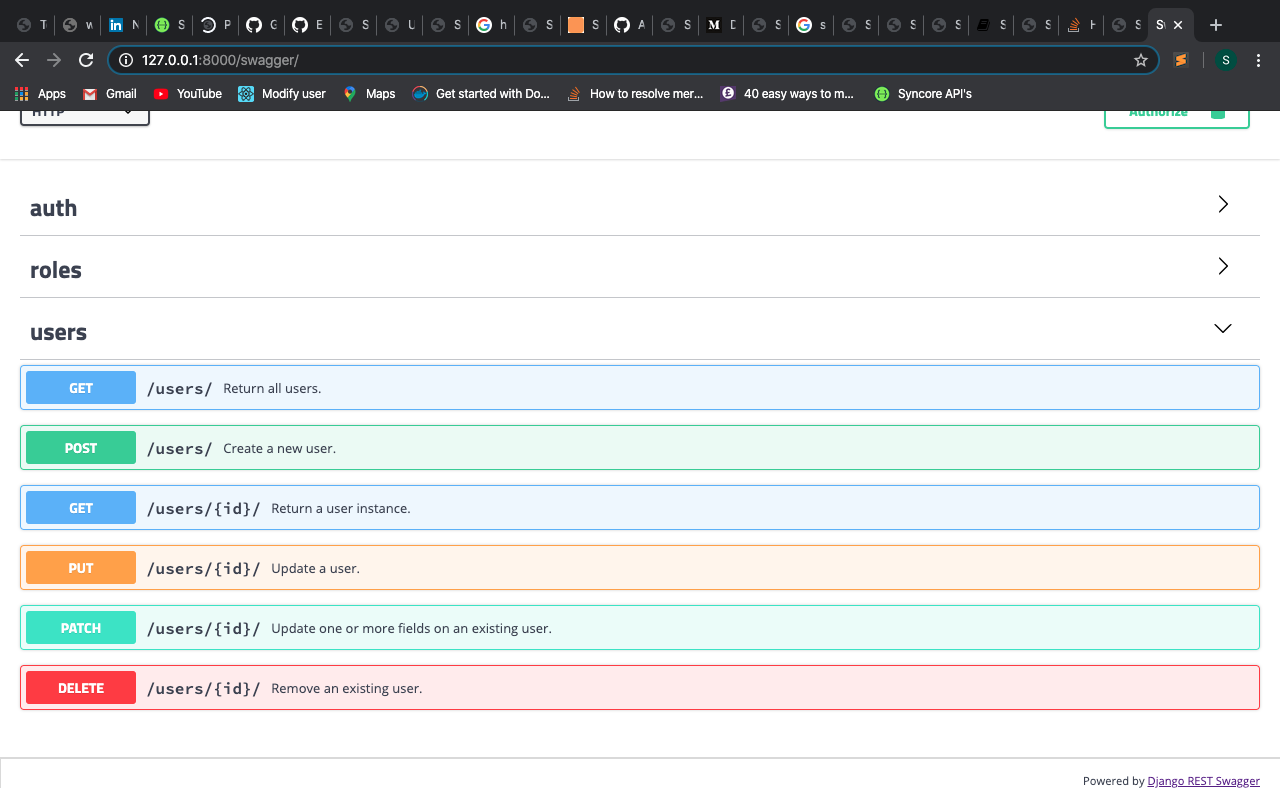 T w N S P G E S U S h S S A S D S s S S S S S H S Sw
127.0.0.1:8000/swagger/
S
Apps Gmail YouTube Modify user Maps Get started with Do... How to resolve mer... 40 easy ways to m... Syncore API's
HTTP Authorize
auth
roles
users
GET /users/ Return all users.
POST /users/ Create a new user.
GET /users/{id}/ Return a user instance.
PUT /users/{id}/ Update a user.
PATCH /users/{id}/ Update one or more fields on an existing user.
DELETE /users/{id}/ Remove an existing user.
Powered by Django REST Swagger